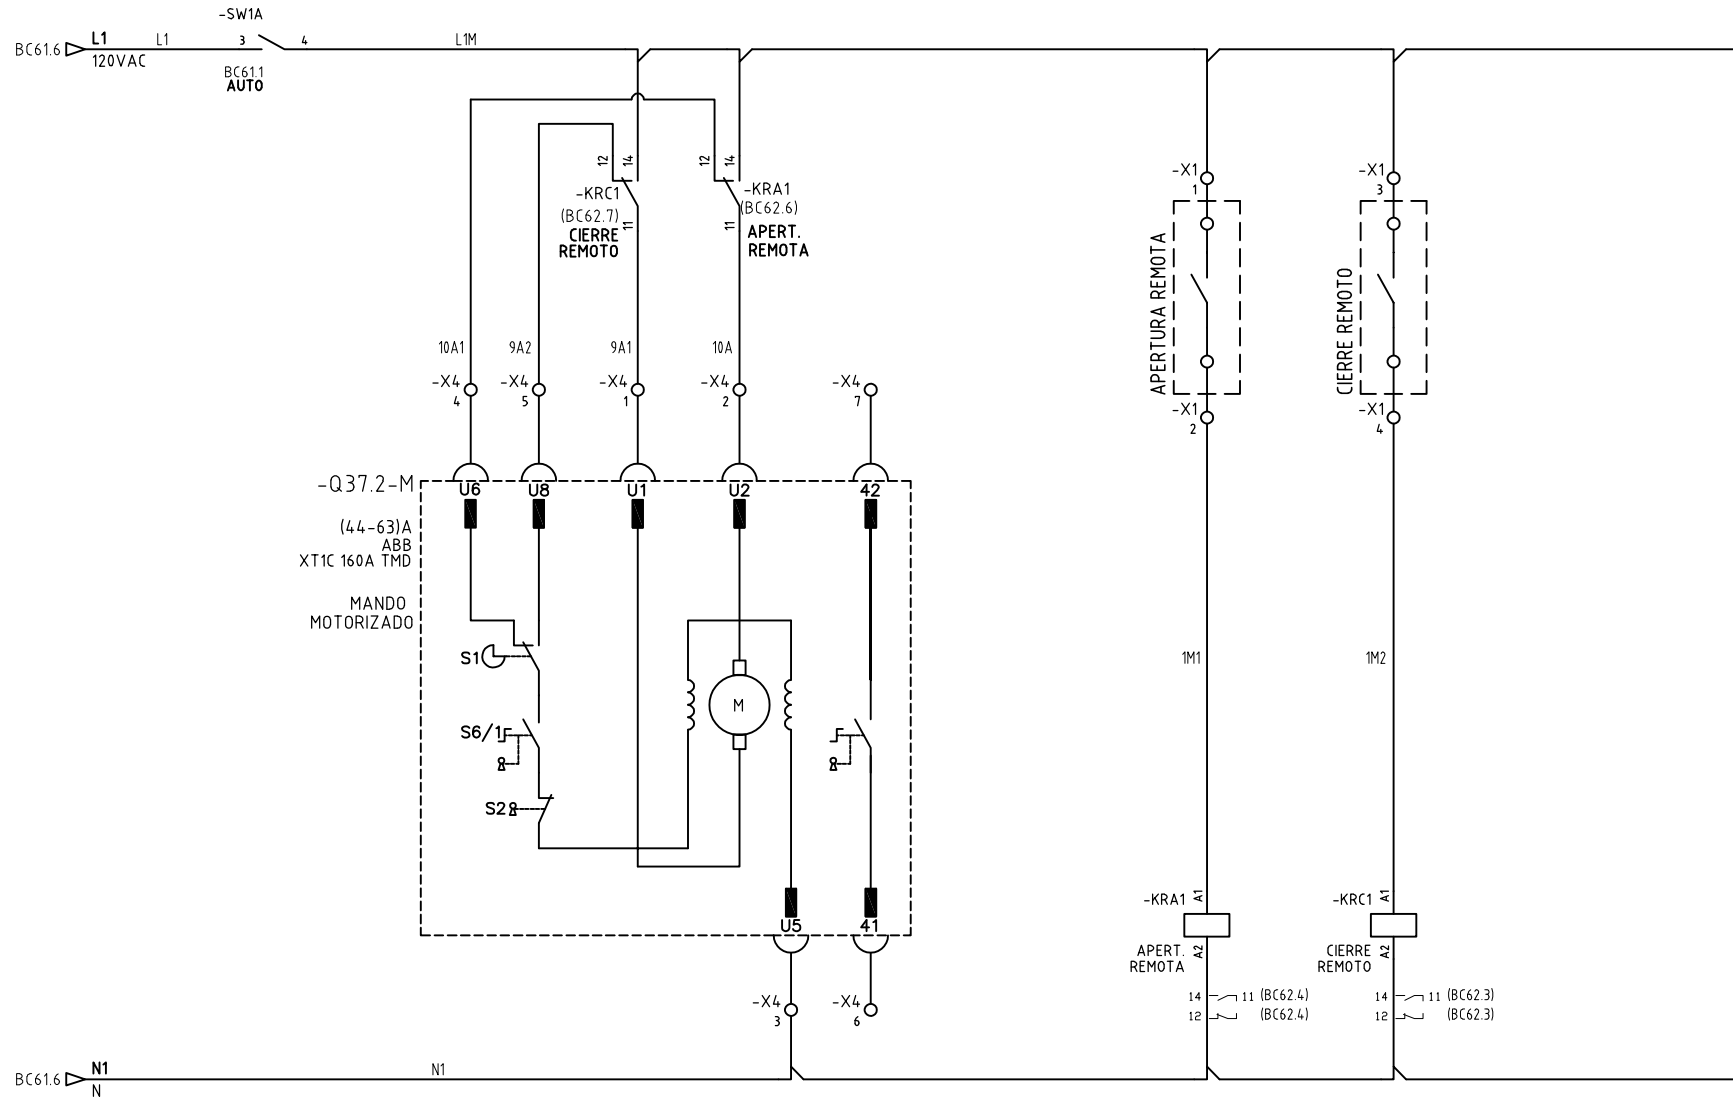 -SW1A
BC61.6
L1
L1
3
4
L1M
120VAC
BC61.1
AUTO
12
14
12
14
-KRC1
(BC62.7)
CIERRE
REMOTO
11
-KRA1
(BC62.6)
APERT.
REMOTA
11
-X1
1
-X1
3
APERTURA REMOTA
CIERRE REMOTO
10A1
9A2
9A1
10A
-X4
4
-X4
5
-X4
1
-X4
2
-X4
7
-X1
2
-X1
4
-Q37.2-M
U6
U8
U1
U2
42
(44-63)A
ABB
XT1C 160A TMD
MANDO
MOTORIZADO
S1
S6/1
S2
M
1M1
1M2
U5
41
-KRA1
A1
-KRC1
A1
APERT.
REMOTA
A2
CIERRE
REMOTO
A2
-X4
3
-X4
6
14
11
(BC62.4)
12
(BC62.4)
14
11
(BC62.3)
12
(BC62.3)
BC61.6
N1
N1
N